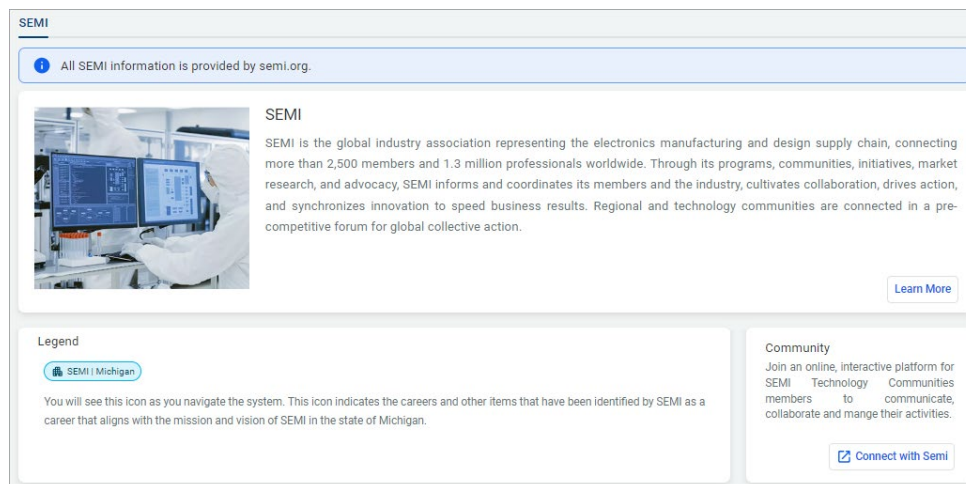 SEMI
All SEMI information is provided by semi.org.
SEMI
SEMI is the global industry association representing the electronics manufacturing and design supply chain, connecting
more than 2,500 members and 1.3 million professionals worldwide. Through its programs, communities, initiatives, market
research, and advocacy, SEMI informs and coordinates its members and the industry, cultivates collaboration, drives action,
and synchronizes innovation to speed business results. Regional and technology communities are connected in a pre-
competitive forum for global collective action.
Learn More
Legend
SEMI | Michigan
You will see this icon as you navigate the system. This icon indicates the careers and other items that have been identified by SEMI as a
career that aligns with the mission and vision of SEMI in the state of Michigan.
Community
Join an online, interactive platform for
SEMI Technology Communities
members to communicate,
collaborate and mange their activities.
Connect with Semi